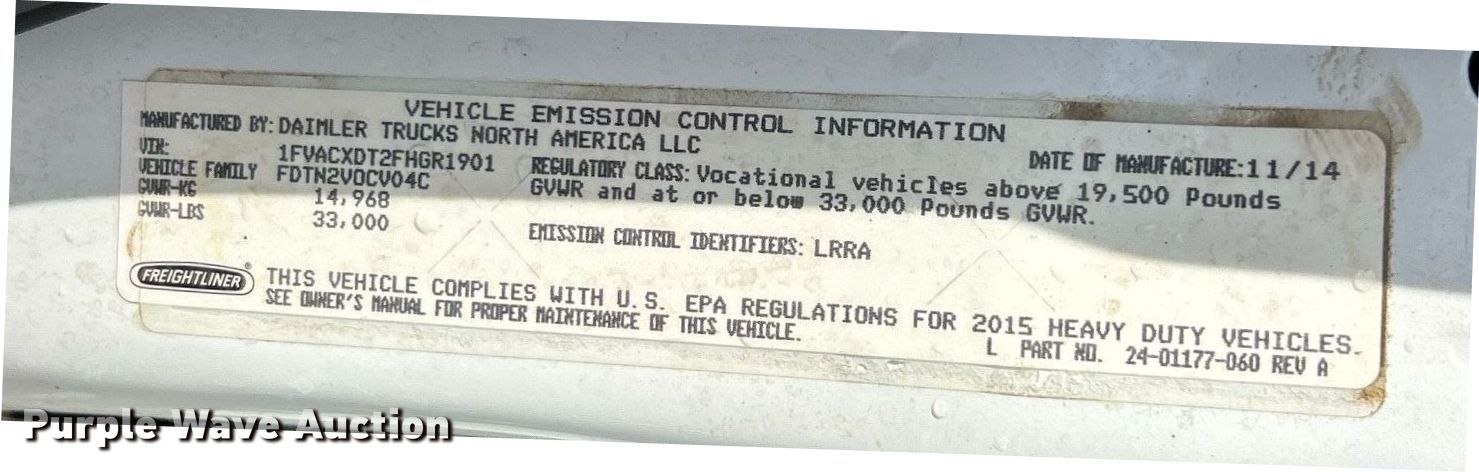 VEHICLE EMISSION CONTROL INFORMATION
MANUFACTURED BY: DAIMLER TRUCKS NORTH AMERICA LLC
DATE OF MANUFACTURE: 11/14
VIN: 1FVACXDT2FHGR1901
VEHICLE FAMILY FDTN2VOCV04C
GVWR-KG 14,968
GVWR-LBS 33,000
REGULATORY CLASS: Vocational vehicles above 19,500 Pounds
GVWR and at or below 33,000 Pounds GVWR.
EMISSION CONTROL IDENTIFIERS: LRRA
FREIGHTLINER®
THIS VEHICLE COMPLIES WITH U.S. EPA REGULATIONS FOR 2015 HEAVY DUTY VEHICLES.
SEE OWNER'S MANUAL FOR PROPER MAINTENANCE OF THIS VEHICLE.
L PART NO. 24-01177-060 REV A
Purple Wave Auction